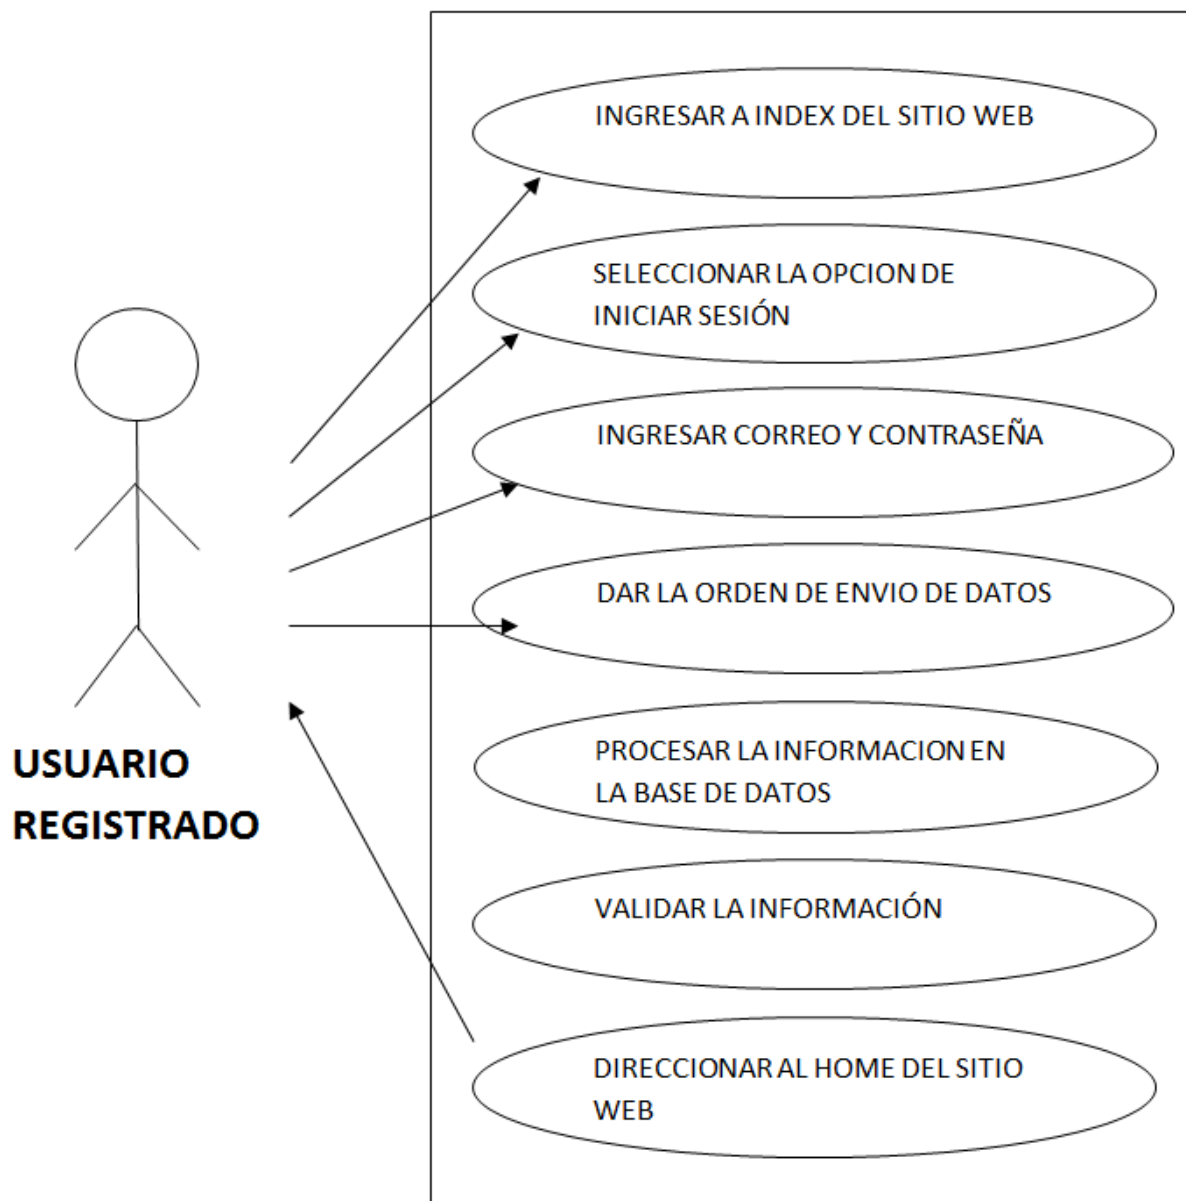 INGRESAR A INDEX DEL SITIO WEB
SELECCIONAR LA OPCION DE
INICIAR SESIÓN
INGRESAR CORREO Y CONTRASEÑA
DAR LA ORDEN DE ENVIO DE DATOS
PROCESAR LA INFORMACION EN
LA BASE DE DATOS
VALIDAR LA INFORMACIÓN
DIRECCIONAR AL HOME DEL SITIO
WEB
USUARIO
REGISTRADO